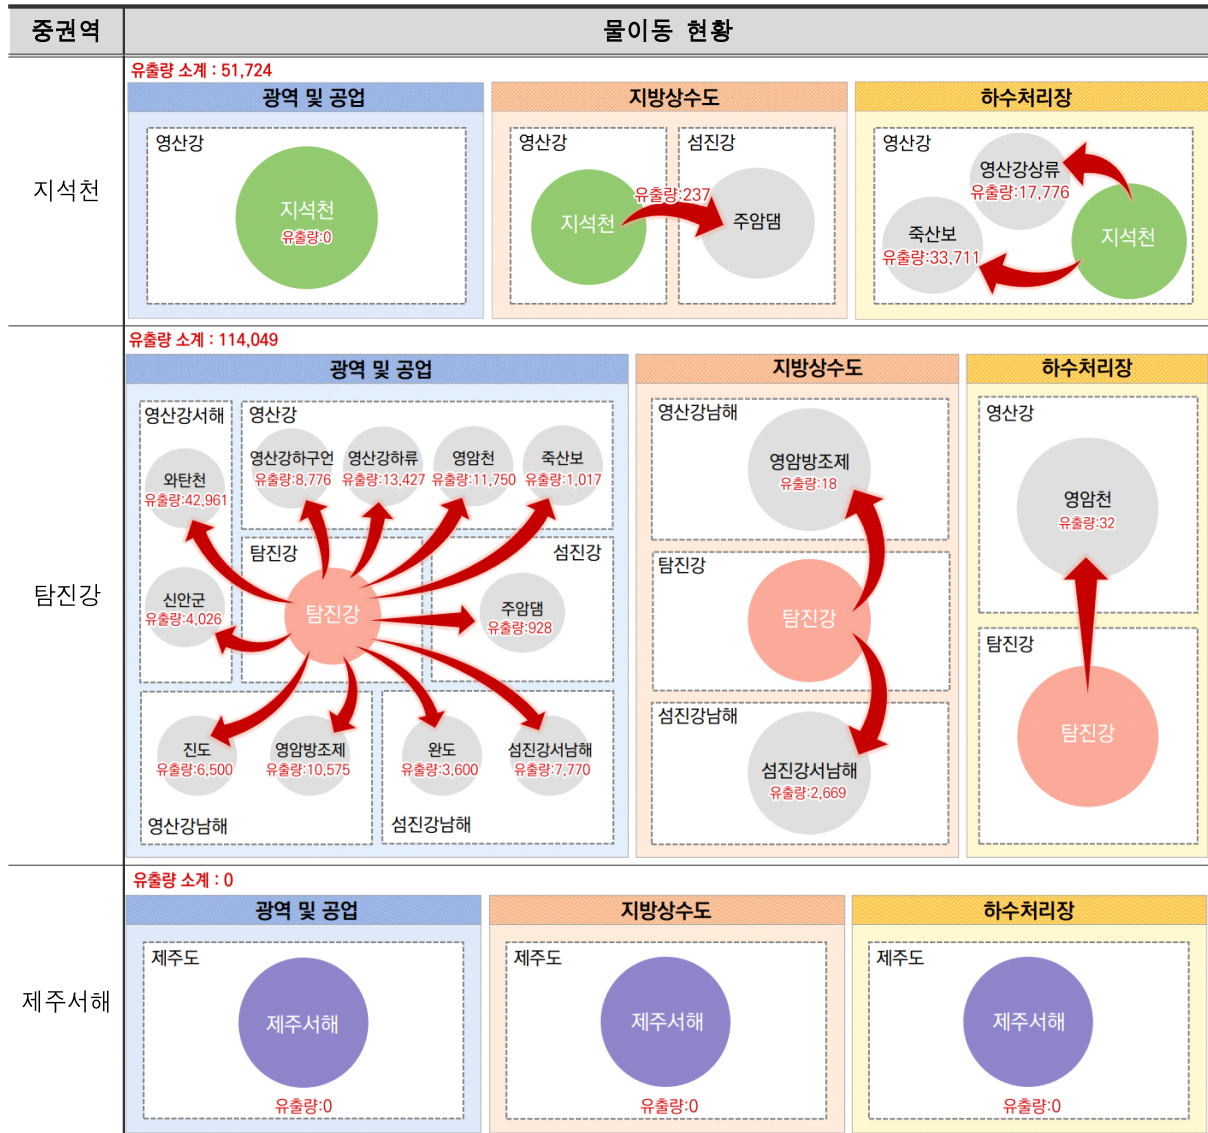 중권역
물이동 현황
지석천
유출량 소계 : 51,724
광역 및 공업
영산강
지석천
유출량:0
지방상수도
영산강
섬진강
유출량:237
지석천
주암댐
하수처리장
영산강
영산강상류
유출량:17,776
죽산보
유출량:33,711
지석천
탐진강
유출량 소계 : 114,049
광역 및 공업
영산강서해
와탄천
유출량:42,961
신안군
유출량:4,026
영산강
영산강하구언
유출량:8,776
영산강하류
유출량:13,427
영암천
유출량:11,750
죽산보
유출량:1,017
탐진강
탐진강
섬진강
주암댐
유출량:928
진도
유출량:6,500
영암방조제
유출량:10,575
영산강남해
완도
유출량:3,600
섬진강서남해
유출량:7,770
섬진강남해
지방상수도
영산강남해
영암방조제
유출량:18
탐진강
탐진강
섬진강남해
섬진강서남해
유출량:2,669
하수처리장
영산강
영암천
유출량:32
탐진강
탐진강
제주서해
유출량 소계 : 0
광역 및 공업
제주도
제주서해
유출량:0
지방상수도
제주도
제주서해
유출량:0
하수처리장
제주도
제주서해
유출량:0